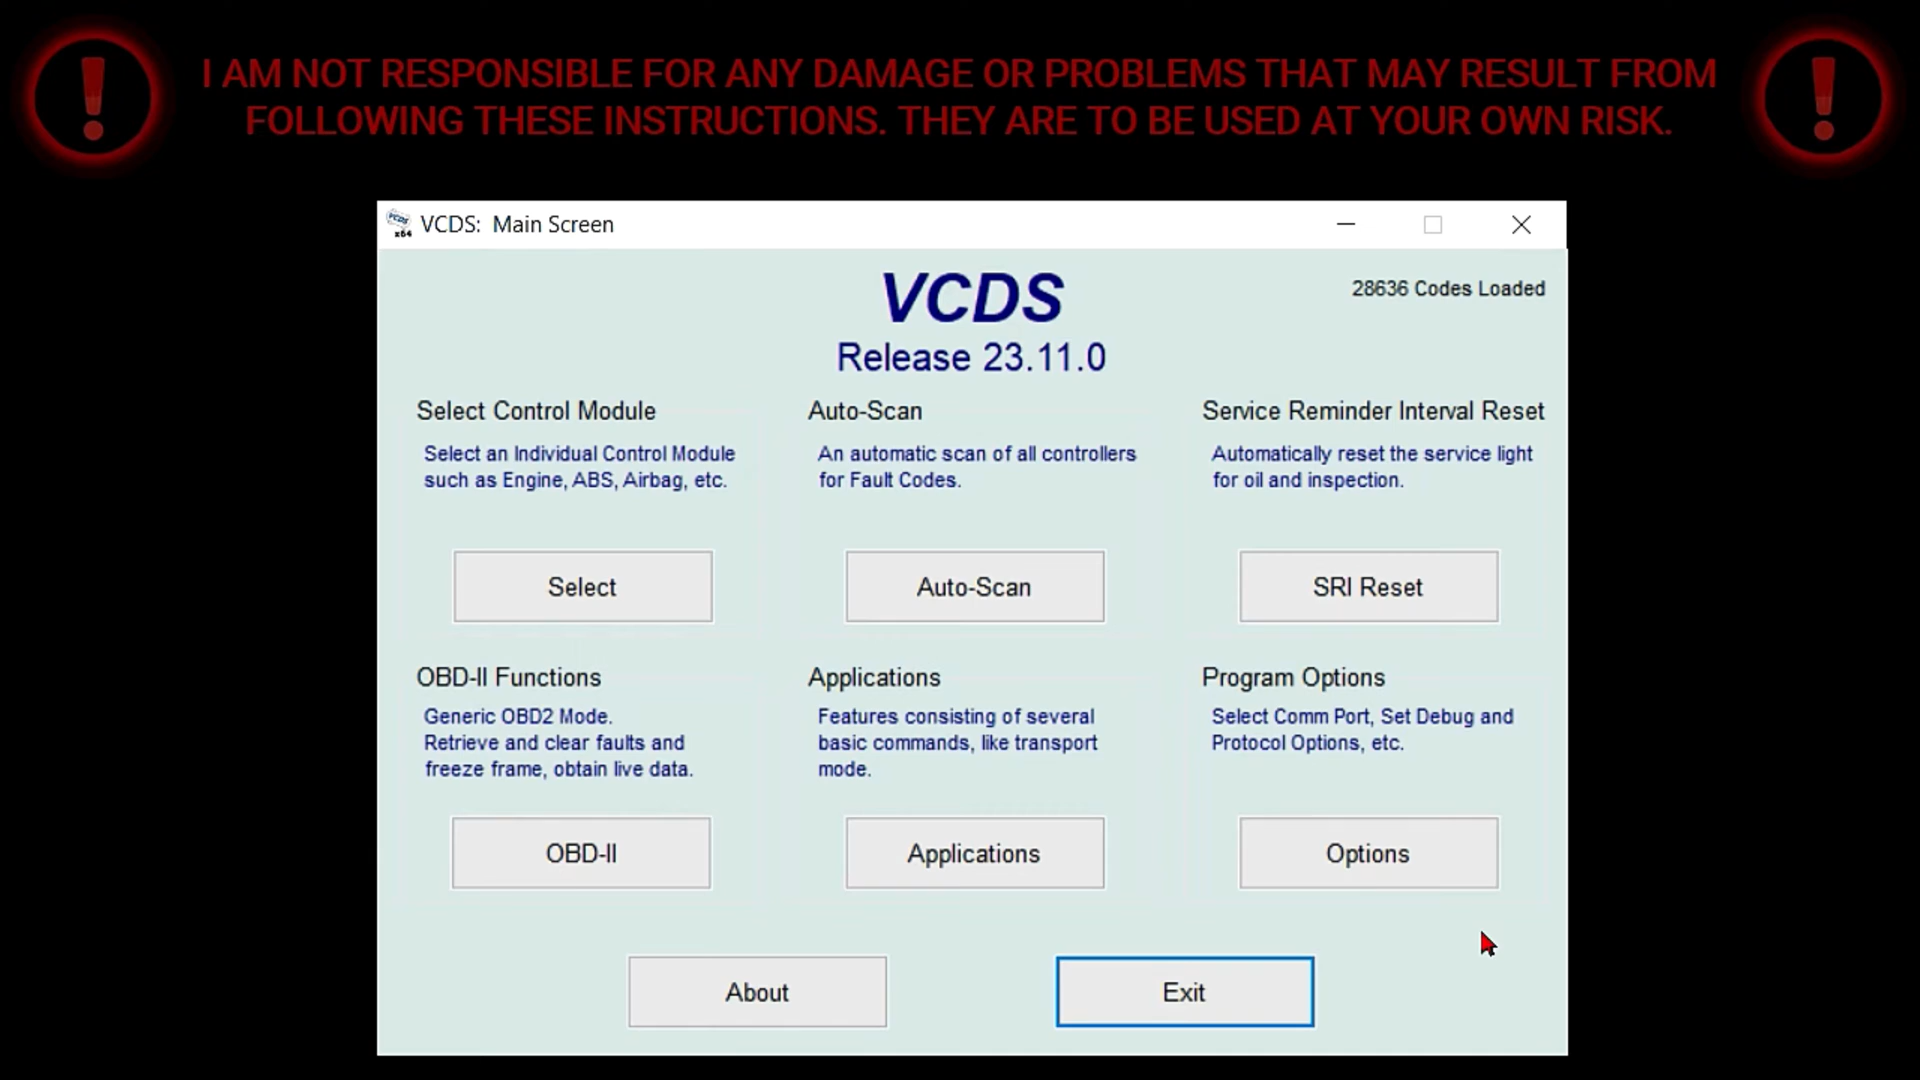 I AM NOT RESPONSIBLE FOR ANY DAMAGE OR PROBLEMS THAT MAY RESULT FROM
FOLLOWING THESE INSTRUCTIONS. THEY ARE TO BE USED AT YOUR OWN RISK.
VCDS x64
VCDS: Main Screen
VCDS
28636 Codes Loaded
Release 23.11.0
Select Control Module
Select an Individual Control Module
such as Engine, ABS, Airbag, etc.
Select
Auto-Scan
An automatic scan of all controllers
for Fault Codes.
Auto-Scan
Service Reminder Interval Reset
Automatically reset the service light
for oil and inspection.
SRI Reset
OBD-II Functions
Generic OBD2 Mode.
Retrieve and clear faults and
freeze frame, obtain live data.
OBD-II
Applications
Features consisting of several
basic commands, like transport
mode.
Applications
Program Options
Select Comm Port, Set Debug and
Protocol Options, etc.
Options
About
Exit